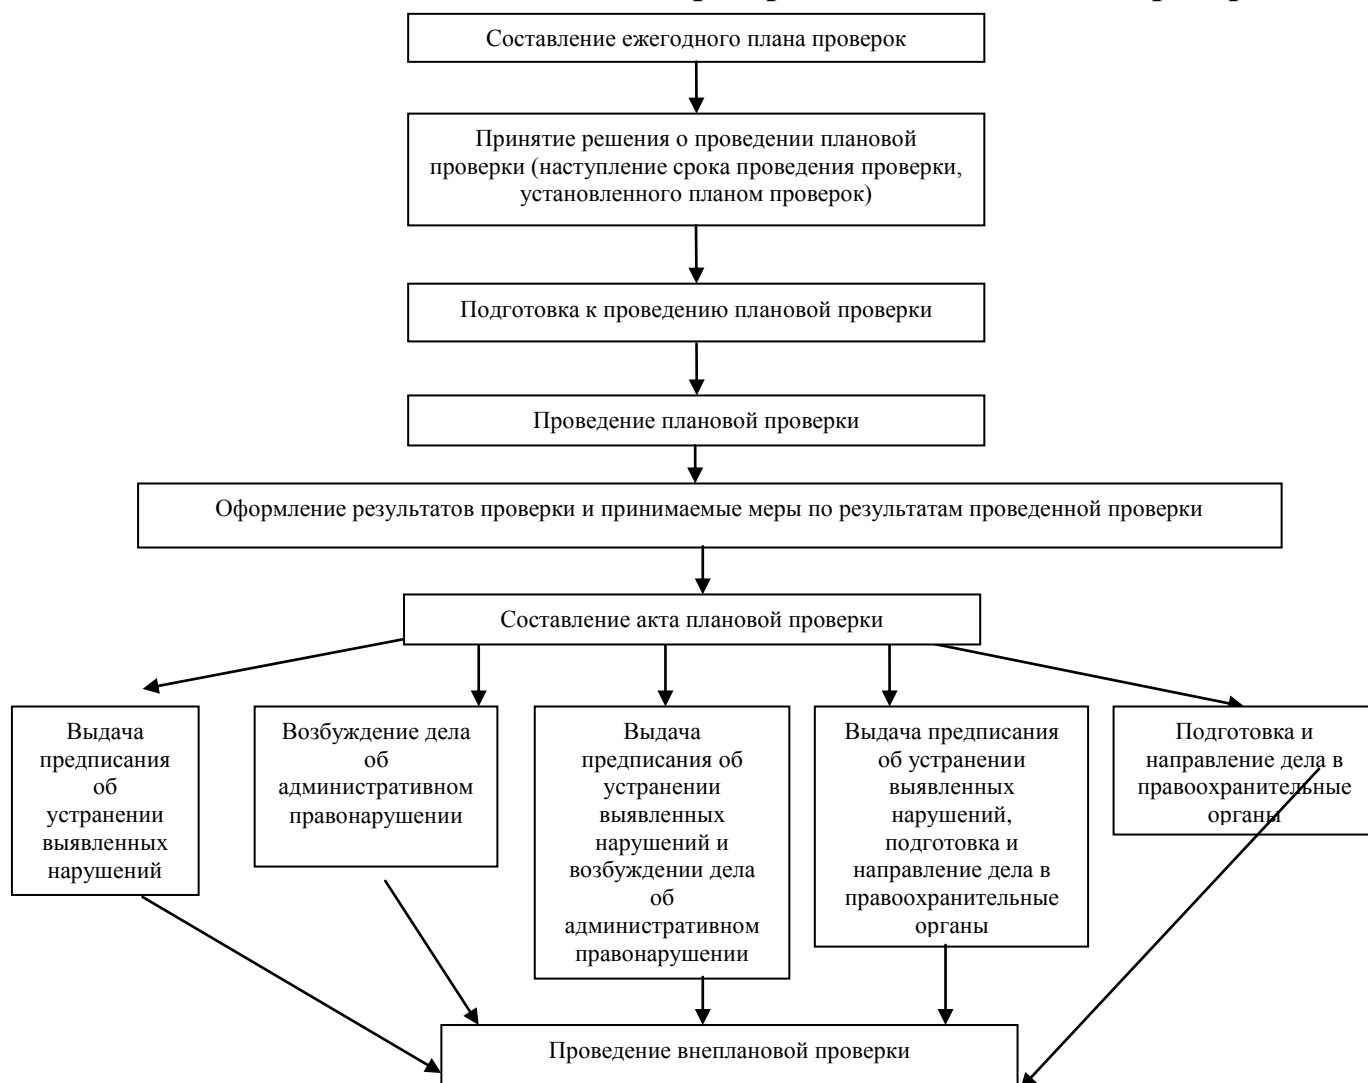 Составление ежегодного плана проверок
Принятие решения о проведении плановой
проверки (наступление срока проведения проверки,
установленного планом проверок)
Подготовка к проведению плановой проверки
Проведение плановой проверки
Оформление результатов проверки и принимаемые меры по результатам проведенной проверки
Составление акта плановой проверки
Выдача
предписания
об
устранении
выявленных
нарушений
Возбуждение дела
об
административном
правонарушении
Выдача
предписания об
устранении
выявленных
нарушений и
возбуждении дела
об
административном
правонарушении
Выдача предписания
об устранении
выявленных
нарушений,
подготовка и
направление дела в
правоохранительные
органы
Подготовка и
направление дела в
правоохранительные
органы
Проведение внеплановой проверки